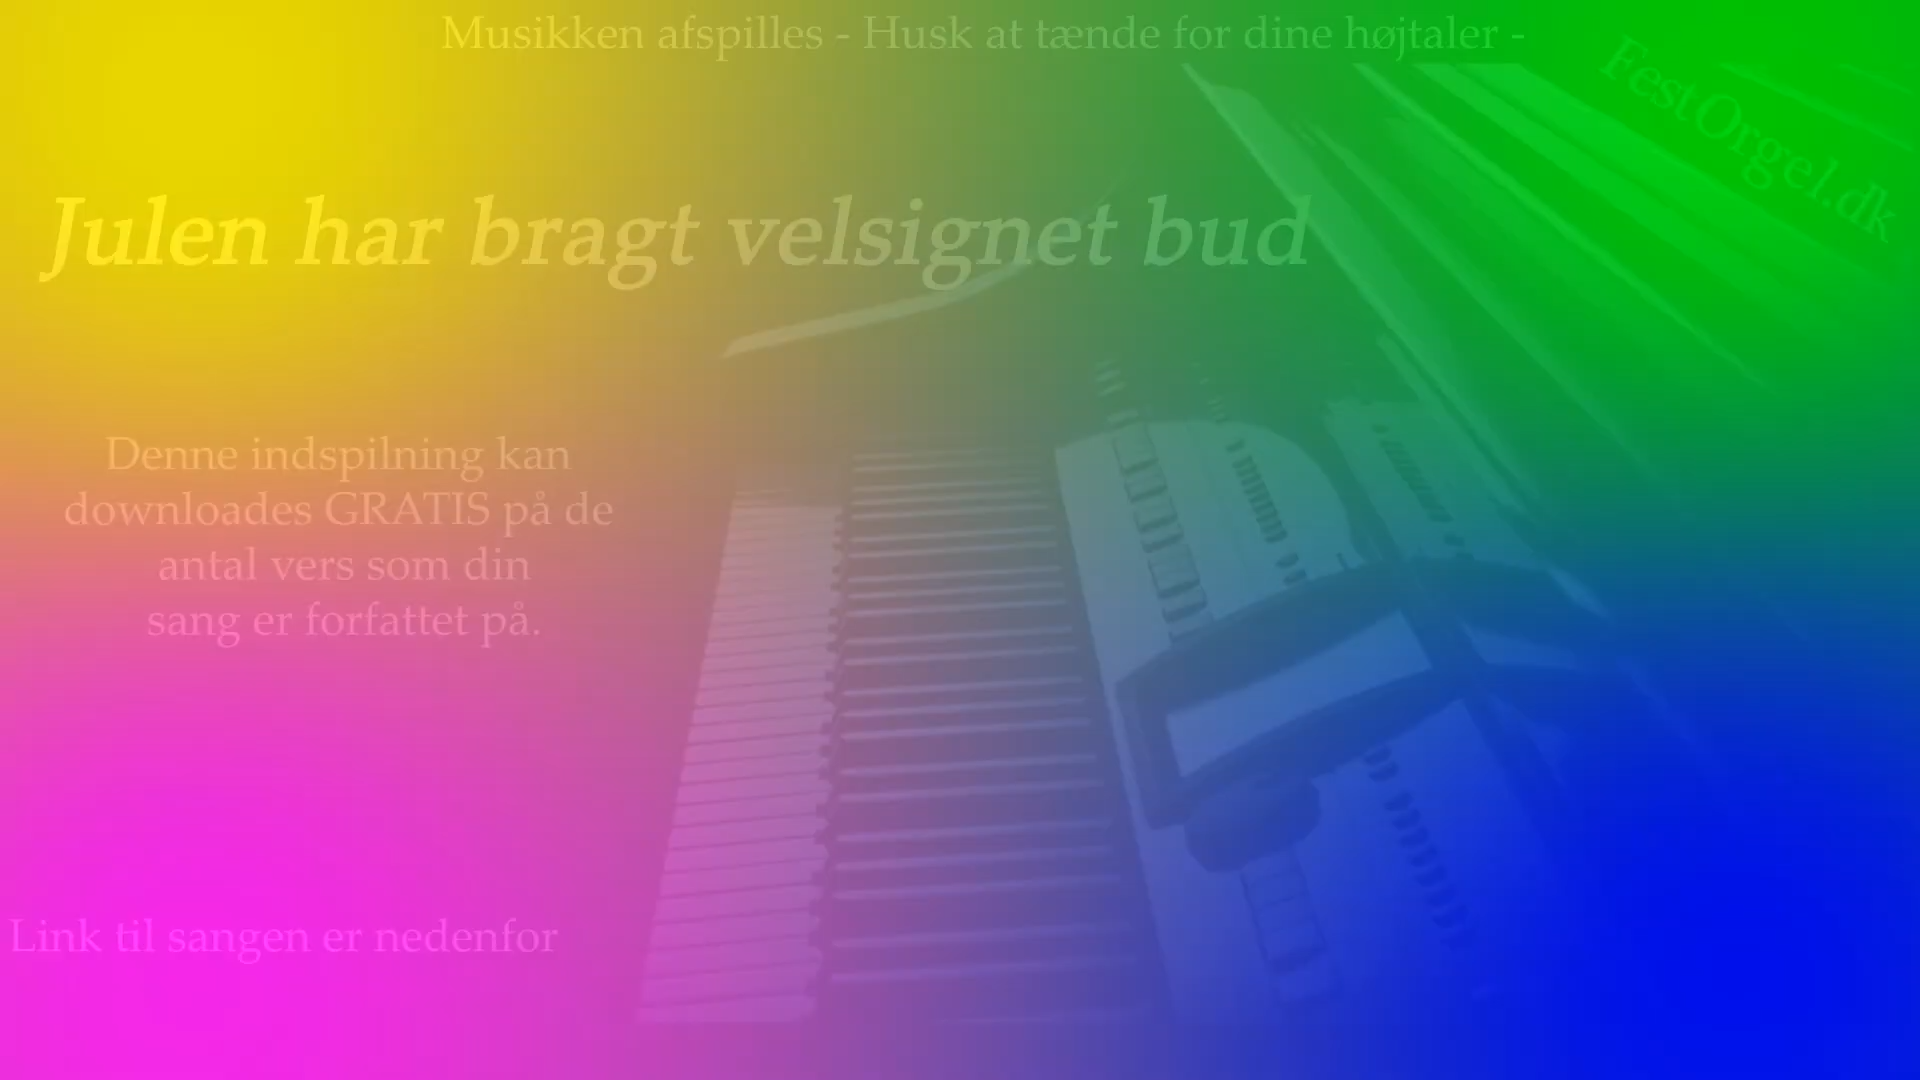 Musikken afspilles - Husk at tænde for dine højtaler -
FestOrgel.dk
Julen har bragt velsignet bud
Denne indspilning kan
downloades GRATIS på de
antal vers som din
sang er forfattet på.
Link til sangen er nedenfor